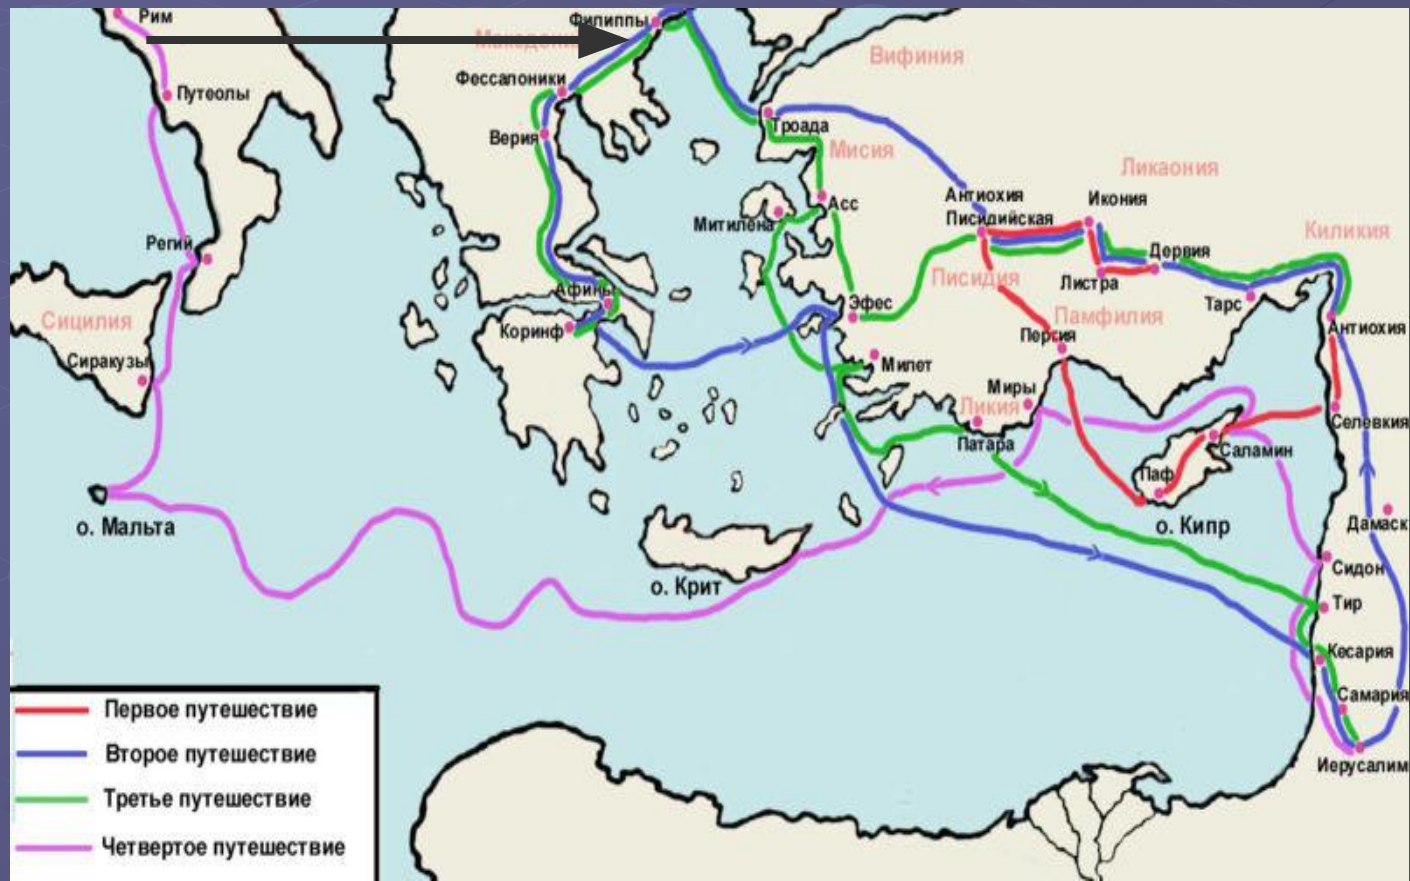 Рим
Филиппы
Македония
Вифиния
Фессалоники
Путеолы
Троада
Верия
Мисия
Ликаония
Антиохия
Писидийская
Икония
Асс
Митилена
Киликия
Регий
Дервия
Писидия
Листра
Афины
Эфес
Тарс
Сицилия
Памфилия
Коринф
Персия
Антиохия
Сиракузы
Милет
Миры
Ликия
Селевкия
Патара
Саламин
Паф
о. Мальта
о. Кипр
Дамаск
Сидон
о. Крит
Тир
Кесария
Самария
Иерусалим
Первое путешествие
Второе путешествие
Третье путешествие
Четвертое путешествие